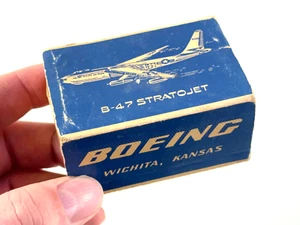 B-47 STRATOJET
BOEING
WICHITA, KANSAS